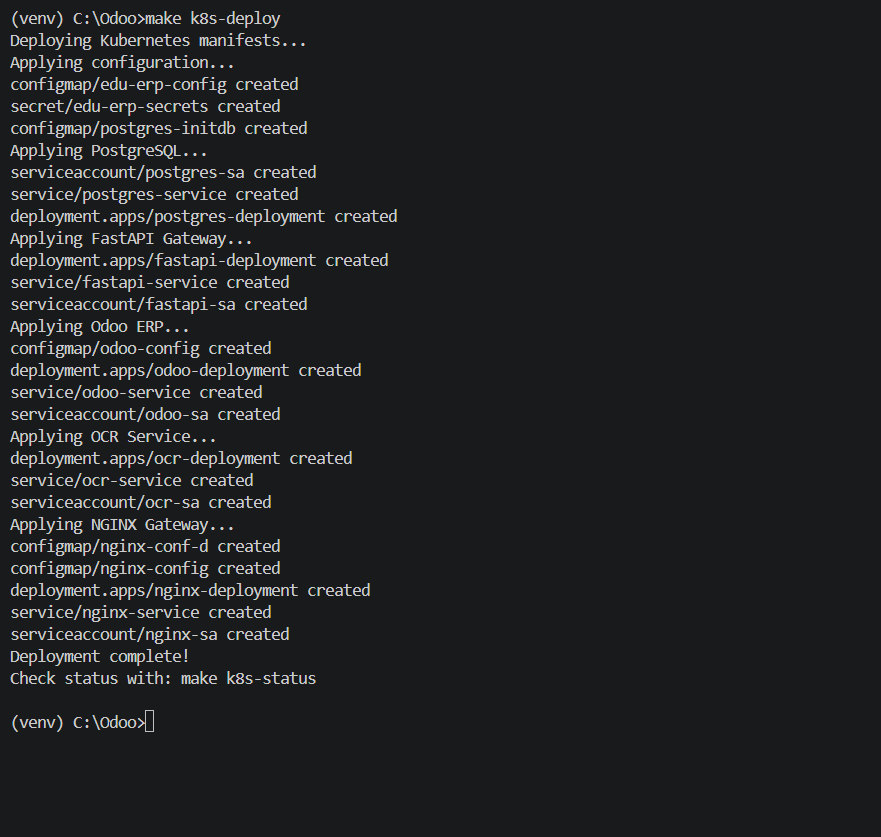 (venv) C:\Odoo>make k8s-deploy
Deploying Kubernetes manifests...
Applying configuration...
configmap/edu-erp-config created
secret/edu-erp-secrets created
configmap/postgres-initdb created
Applying PostgreSQL...
serviceaccount/postgres-sa created
service/postgres-service created
deployment.apps/postgres-deployment created
Applying FastAPI Gateway...
deployment.apps/fastapi-deployment created
service/fastapi-service created
serviceaccount/fastapi-sa created
Applying Odoo ERP...
configmap/odoo-config created
deployment.apps/odoo-deployment created
service/odoo-service created
serviceaccount/odoo-sa created
Applying OCR Service...
deployment.apps/ocr-deployment created
service/ocr-service created
serviceaccount/ocr-sa created
Applying NGINX Gateway...
configmap/nginx-conf-d created
configmap/nginx-config created
deployment.apps/nginx-deployment created
service/nginx-service created
serviceaccount/nginx-sa created
Deployment complete!
Check status with: make k8s-status
(venv) C:\Odoo>